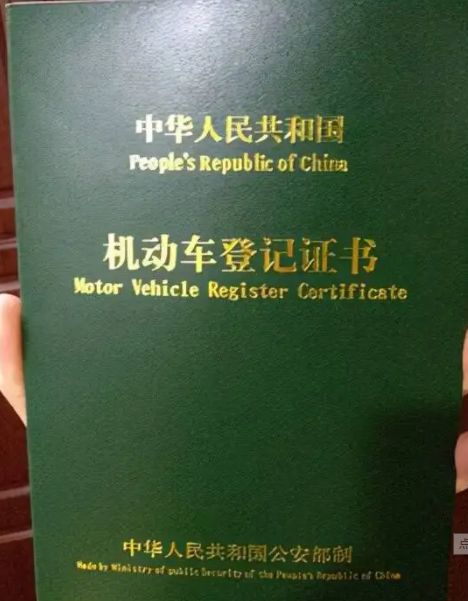 中华人民共和国
People's Republic of China
机动车登记证书
Motor Vehicle Register Certificate
中华人民共和国公安部制
Made by Ministry of public Security of the People's Republic of China
点